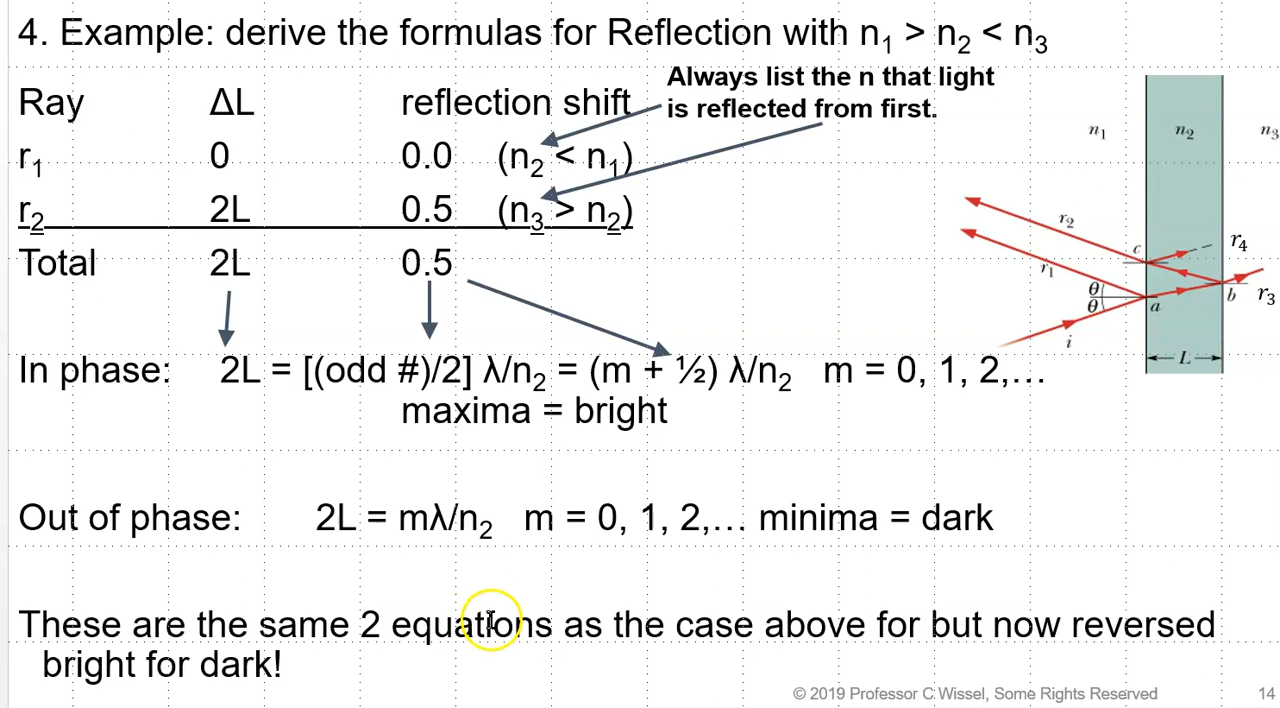 4. Example: derive the formulas for Reflection with n₁ > n₂ < n₃
Always list the n that light
is reflected from first.
Ray ΔL reflection shift
r₁ 0 0.0 (n₂ < n₁)
r₂ 2L 0.5 (n₃ > n₂)
Total 2L 0.5
n₁ n₂ n₃
r₂
c r₄
r₁
θ
θ a b r₃
i
L
In phase: 2L = [(odd #)/2] λ/n₂ = (m + ½) λ/n₂ m = 0, 1, 2,…
maxima = bright
Out of phase: 2L = mλ/n₂ m = 0, 1, 2,… minima = dark
These are the same 2 equations as the case above for but now reversed
bright for dark!
© 2019 Professor C Wissel, Some Rights Reserved 14